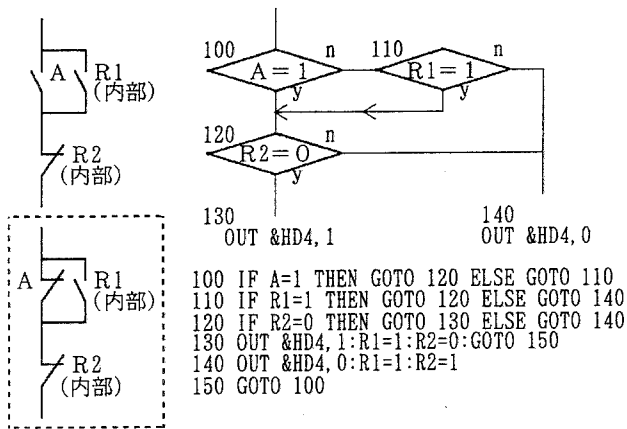 A
R1
(内部)
R2
(内部)
A
R1
(内部)
R2
(内部)
100
n
110
n
A=1
R1=1
y
y
120
n
R2=0
y
130
140
OUT &HD4,1
OUT &HD4,0
100 IF A=1 THEN GOTO 120 ELSE GOTO 110
110 IF R1=1 THEN GOTO 120 ELSE GOTO 140
120 IF R2=0 THEN GOTO 130 ELSE GOTO 140
130 OUT &HD4,1:R1=1:R2=0:GOTO 150
140 OUT &HD4,0:R1=1:R2=1
150 GOTO 100